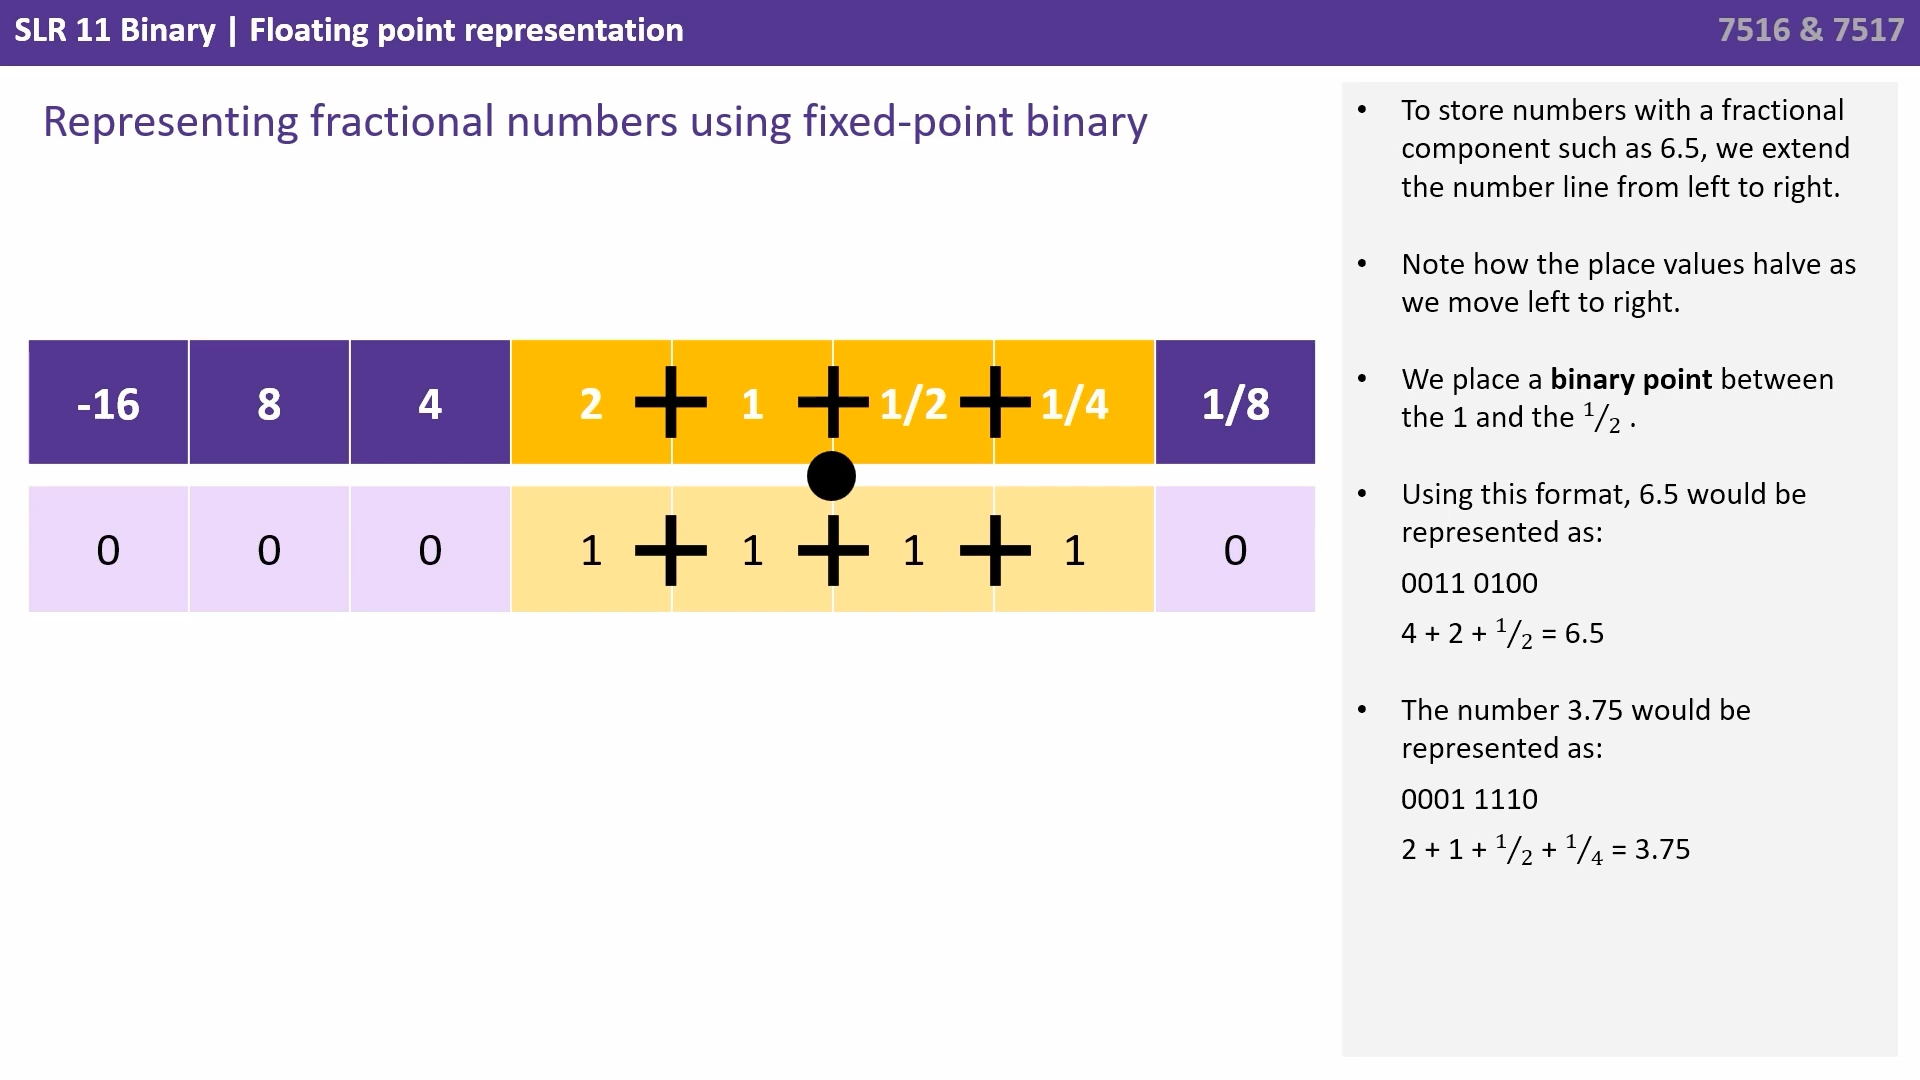 SLR 11 Binary | Floating point representation
7516 & 7517
Representing fractional numbers using fixed-point binary
-16 8 4 2 + 1 + 1/2 + 1/4 1/8
0 0 0 1 + 1 + 1 + 1 0
• To store numbers with a fractional
component such as 6.5, we extend
the number line from left to right.
• Note how the place values halve as
we move left to right.
• We place a binary point between
the 1 and the 1/2 .
• Using this format, 6.5 would be
represented as:
0011 0100
4 + 2 + 1/2 = 6.5
• The number 3.75 would be
represented as:
0001 1110
2 + 1 + 1/2 + 1/4 = 3.75